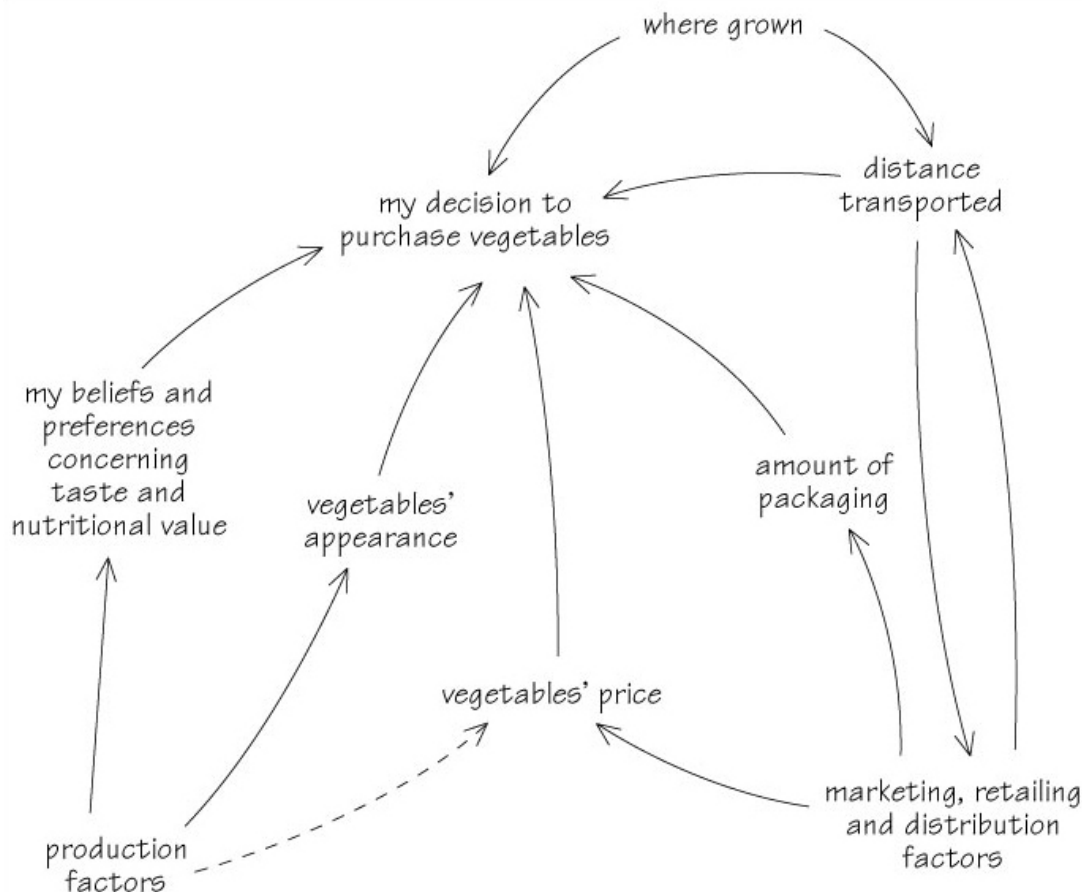 where grown
distance
transported
my decision to
purchase vegetables
my beliefs and
preferences
concerning
taste and
nutritional value
vegetables’
appearance
amount of
packaging
vegetables’ price
marketing, retailing
and distribution
factors
production
factors